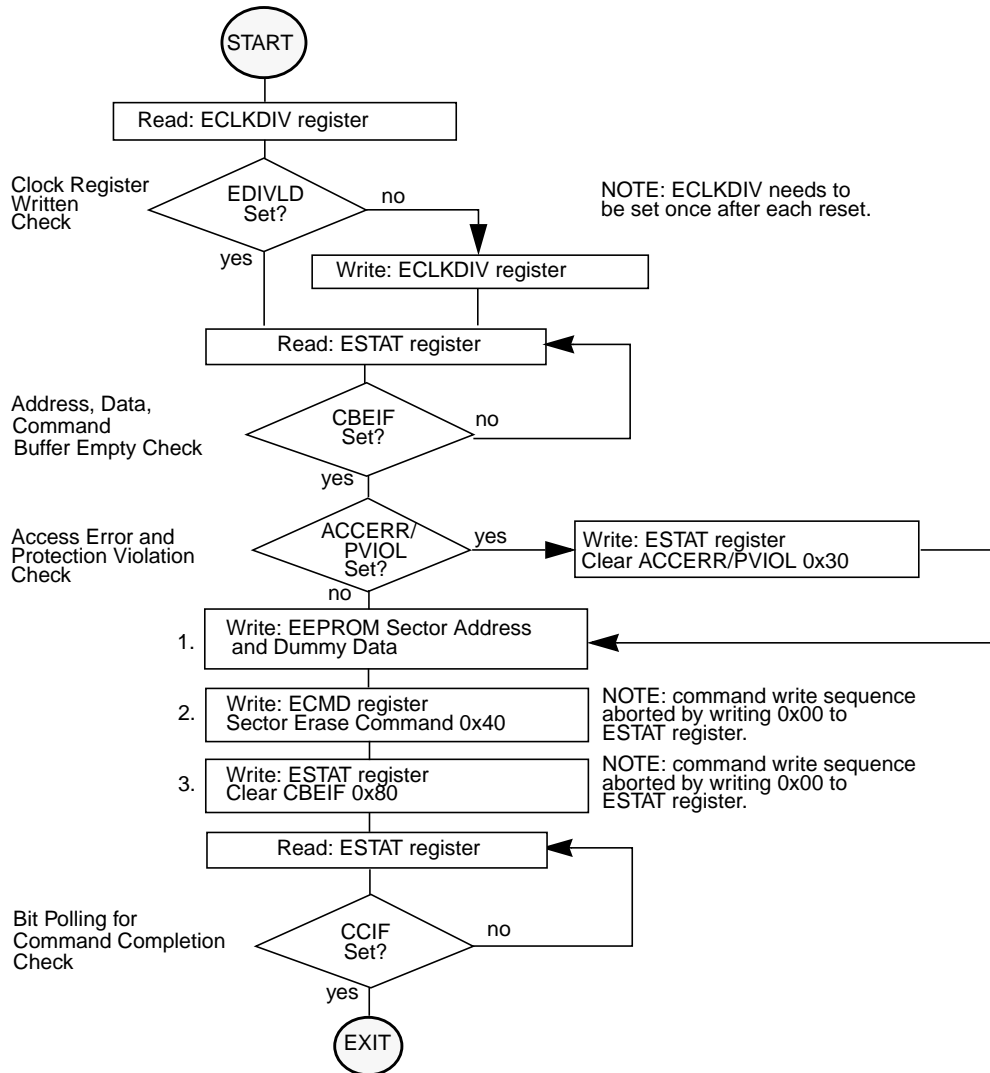 START
Read: ECLKDIV register
Clock Register
Written
Check
EDIVLD
Set?
no
yes
NOTE: ECLKDIV needs to
be set once after each reset.
Write: ECLKDIV register
Read: ESTAT register
Address, Data,
Command
Buffer Empty Check
CBEIF
Set?
no
yes
Access Error and
Protection Violation
Check
ACCERR/
PVIOL
Set?
yes
no
Write: ESTAT register
Clear ACCERR/PVIOL 0x30
1.
Write: EEPROM Sector Address
and Dummy Data
2.
Write: ECMD register
Sector Erase Command 0x40
NOTE: command write sequence
aborted by writing 0x00 to
ESTAT register.
3.
Write: ESTAT register
Clear CBEIF 0x80
NOTE: command write sequence
aborted by writing 0x00 to
ESTAT register.
Read: ESTAT register
Bit Polling for
Command Completion
Check
CCIF
Set?
no
yes
EXIT